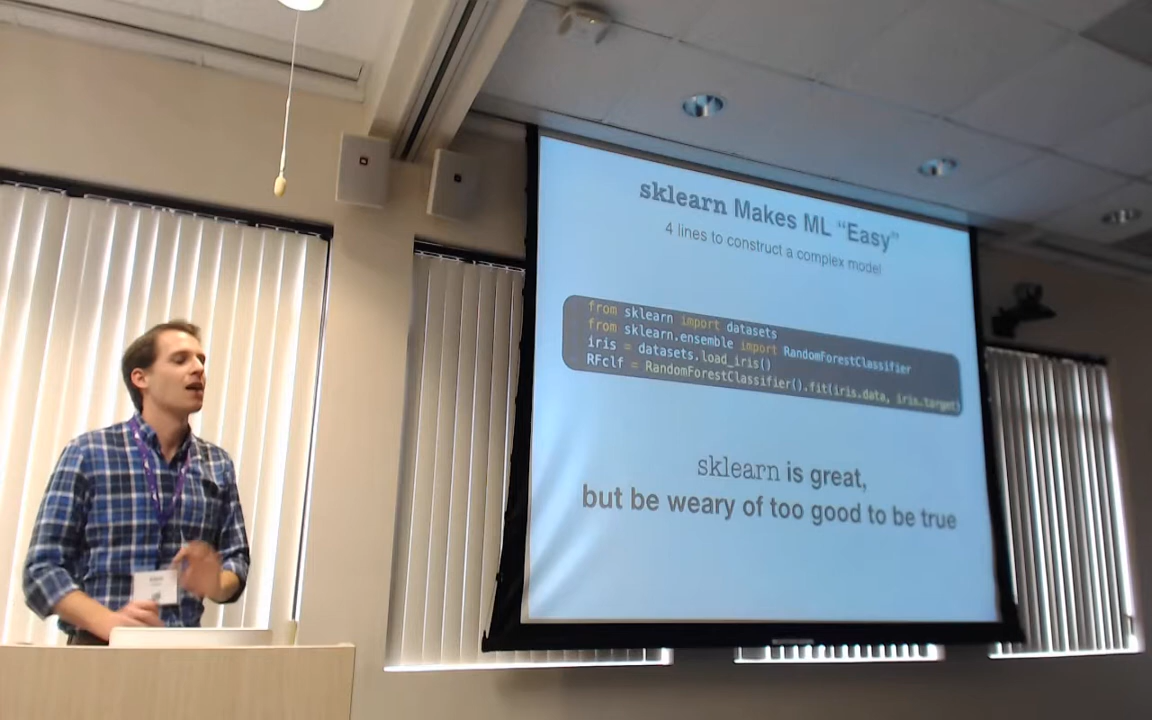 sklearn Makes ML “Easy”
4 lines to construct a complex model
from sklearn import datasets
from sklearn.ensemble import RandomForestClassifier
iris = datasets.load_iris()
RFclf = RandomForestClassifier().fit(iris.data, iris.target)
sklearn is great,
but be weary of too good to be true